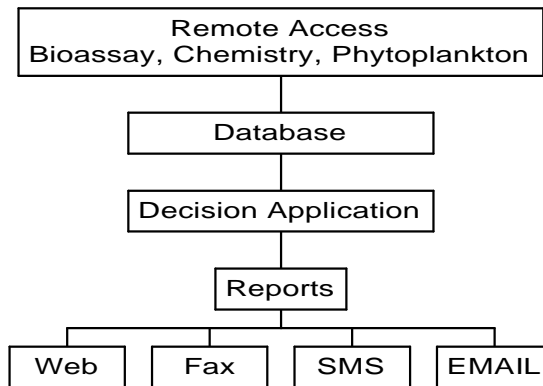 Remote Access
Bioassay, Chemistry, Phytoplankton
Database
Decision Application
Reports
Web
Fax
SMS
EMAIL